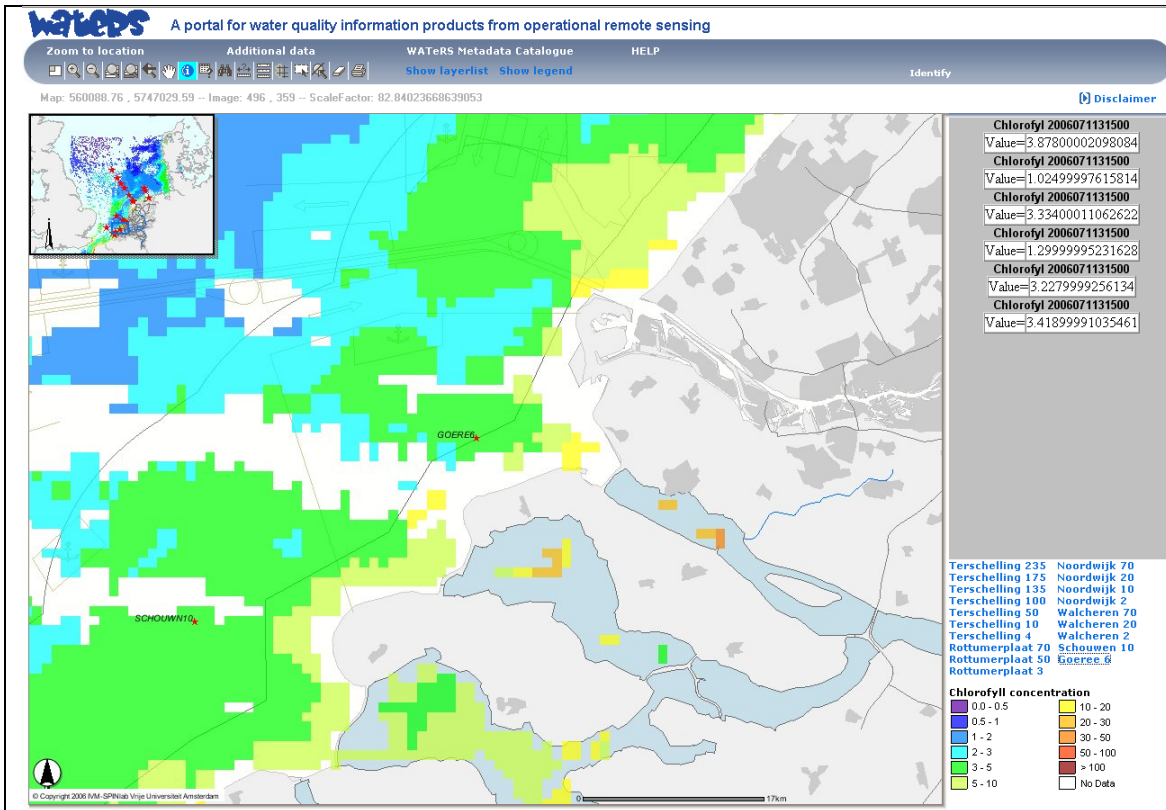 WATeRS A portal for water quality information products from operational remote sensing
Zoom to location Additional data WATeRS Metadata Catalogue HELP
Show layerlist Show legend Identify
Map: 560088.76 , 5747029.59 -- Image: 496 , 359 -- ScaleFactor: 82.84023668639053
Disclaimer
Chlorofyl 2006071131500
Value=3.87800002098084
Chlorofyl 2006071131500
Value=1.02499997615814
Chlorofyl 2006071131500
Value=3.33400011062622
Chlorofyl 2006071131500
Value=1.29999995231628
Chlorofyl 2006071131500
Value=3.2279999256134
Chlorofyl 2006071131500
Value=3.41899991035461
GOERE6
SCHOUWN10
Terschelling 235 Noordwijk 70
Terschelling 175 Noordwijk 20
Terschelling 135 Noordwijk 10
Terschelling 100 Noordwijk 2
Terschelling 50 Walcheren 70
Terschelling 10 Walcheren 20
Terschelling 4 Walcheren 2
Rottumerplaat 70 Schouwen 10
Rottumerplaat 50 Goeree 6
Rottumerplaat 3
Chlorofyll concentration
0.0 - 0.5 10 - 20
0.5 - 1 20 - 30
1 - 2 30 - 50
2 - 3 50 - 100
3 - 5 > 100
5 - 10 No Data
© Copyright 2006 IVM-SPINlab Vrije Universiteit Amsterdam
0 17km